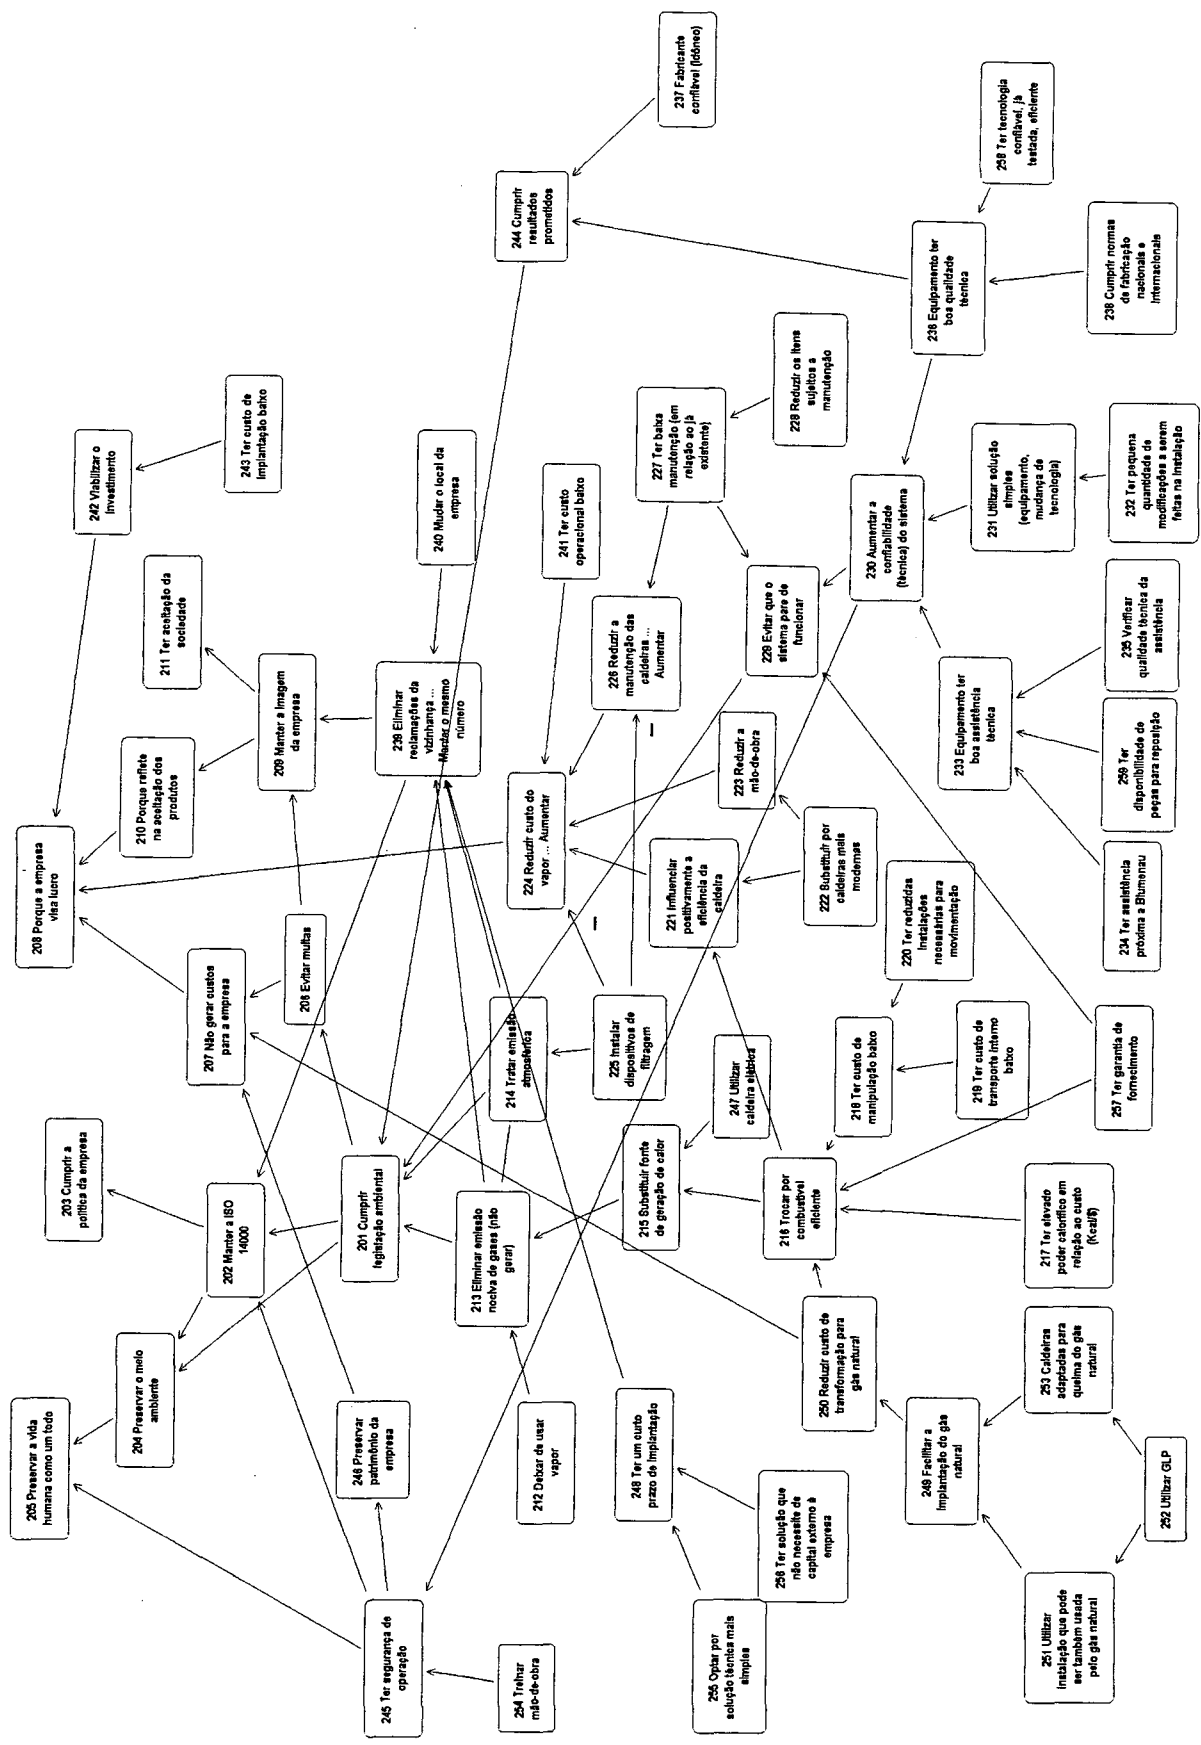 205 Preservar a vida
humana como um todo
203 Cumprir a
política da empresa
208 Porque a empresa
visa lucro
242 Viabilizar o
Investimento
204 Preservar o meio
ambiente
202 Manter a ISO
14000
207 Não gerar custos
para a empresa
210 Porque reflete
na aceitação dos
produtos
211 Ter aceitação da
sociedade
243 Ter custo de
Implantação baixo
206 Evitar multas
209 Manter a Imagem
da empresa
246 Preservar
patrimônio da
empresa
201 Cumprir
legislação ambiental
239 Eliminar
reclamações da
vizinhança ...
Manter o mesmo
número
240 Mudar o local da
empresa
245 Ter segurança de
operação
254 Treinar
mão-de-obra
212 Deixar de usar
vapor
213 Eliminar emissão
nociva de gases (não
gerar)
214 Tratar emissão
atmosférica
224 Reduzir custo do
vapor ... Aumentar
241 Ter custo
operacional baixo
244 Cumprir
resultados
prometidos
237 Fabricante
confiável (Idôneo)
248 Ter um curto
prazo de Implantação
215 Substituir fonte
de geração de calor
225 Instalar
dispositivos de
filtragem
226 Reduzir a
manutenção das
caldeiras ...
Aumentar
227 Ter baixa
manutenção (em
relação ao já
existente)
255 Optar por
solução técnica mais
simples
256 Ter solução que
não necessite de
capital externo à
empresa
247 Utilizar
caldeira elétrica
221 Influenciar
positivamente a
eficiência da
caldeira
223 Reduzir a
mão-de-obra
229 Evitar que o
sistema pare de
funcionar
228 Reduzir os itens
sujeitos a
manutenção
250 Reduzir custo de
transformação para
gás natural
216 Trocar por
combustível
eficiente
218 Ter custo de
manipulação baixo
222 Substituir por
caldeiras mais
modernas
220 Ter reduzidas
Instalações
necessárias para
movimentação
230 Aumentar a
confiabilidade
(técnica) do sistema
236 Equipamento ter
boa qualidade
técnica
258 Ter tecnologia
confiável, já
testada, eficiente
249 Facilitar a
Implantação do gás
natural
219 Ter custo de
transporte interno
baixo
233 Equipamento ter
boa assistência
técnica
231 Utilizar solução
simples
(equipamento,
mudança de
tecnologia)
251 Utilizar
Instalação que pode
ser também usada
pelo gás natural
253 Caldeiras
adaptadas para
queima do gás
natural
217 Ter elevado
poder calorífico em
relação ao custo
(Kcal/$)
257 Ter garantia de
fornecimento
234 Ter assistência
próxima a Blumenau
259 Ter
disponibilidade de
peças para reposição
235 Verificar
qualidade técnica da
assistência
232 Ter pequena
quantidade de
modificações a serem
feitas na Instalação
238 Cumprir normas
de fabricação
nacionais e
Internacionais
252 Utilizar GLP